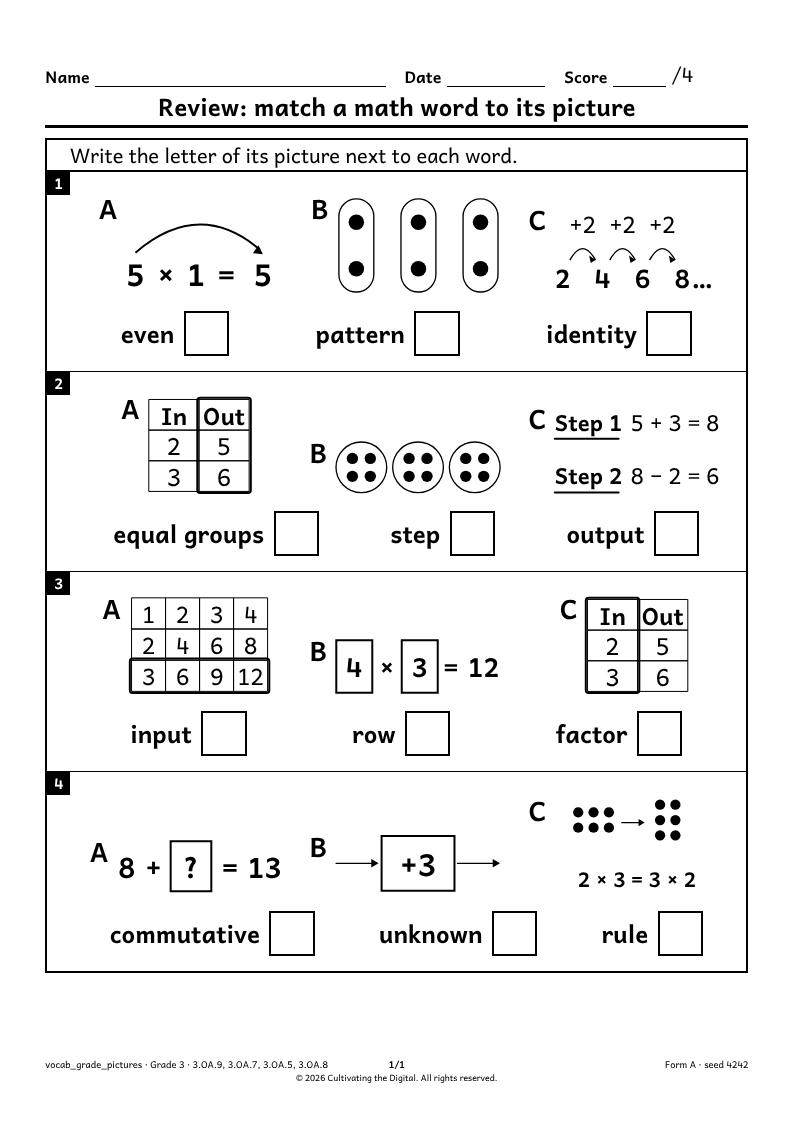 Name Date Score /4
Review: match a math word to its picture
Write the letter of its picture next to each word.
1
A
5 × 1 = 5
B
C
+2 +2 +2
2 4 6 8...
even pattern identity
2
A
In Out
2 5
3 6
B
C
Step 1 5 + 3 = 8
Step 2 8 − 2 = 6
equal groups step output
3
A
1 2 3 4
2 4 6 8
3 6 9 12
B
4 × 3 = 12
C
In Out
2 5
3 6
input row factor
4
A
8 + ? = 13
B
+3
C
2 × 3 = 3 × 2
commutative unknown rule
vocab_grade_pictures · Grade 3 · 3.OA.9, 3.OA.7, 3.OA.5, 3.OA.8 1/1 Form A · seed 4242
© 2026 Cultivating the Digital. All rights reserved.